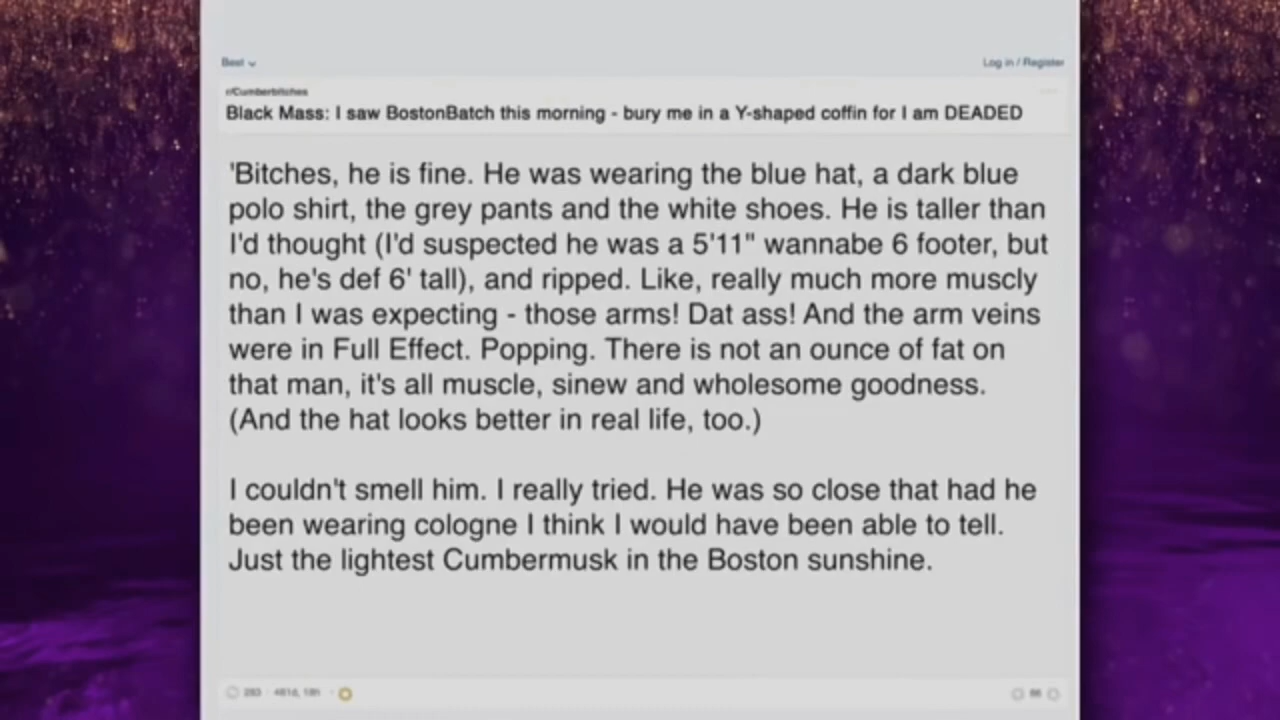 Best
Log in / Register
r/Cumberbitches
Black Mass: I saw BostonBatch this morning - bury me in a Y-shaped coffin for I am DEADED
'Bitches, he is fine. He was wearing the blue hat, a dark blue
polo shirt, the grey pants and the white shoes. He is taller than
I'd thought (I'd suspected he was a 5'11" wannabe 6 footer, but
no, he's def 6' tall), and ripped. Like, really much more muscly
than I was expecting - those arms! Dat ass! And the arm veins
were in Full Effect. Popping. There is not an ounce of fat on
that man, it's all muscle, sinew and wholesome goodness.
(And the hat looks better in real life, too.)
I couldn't smell him. I really tried. He was so close that had he
been wearing cologne I think I would have been able to tell.
Just the lightest Cumbermusk in the Boston sunshine.